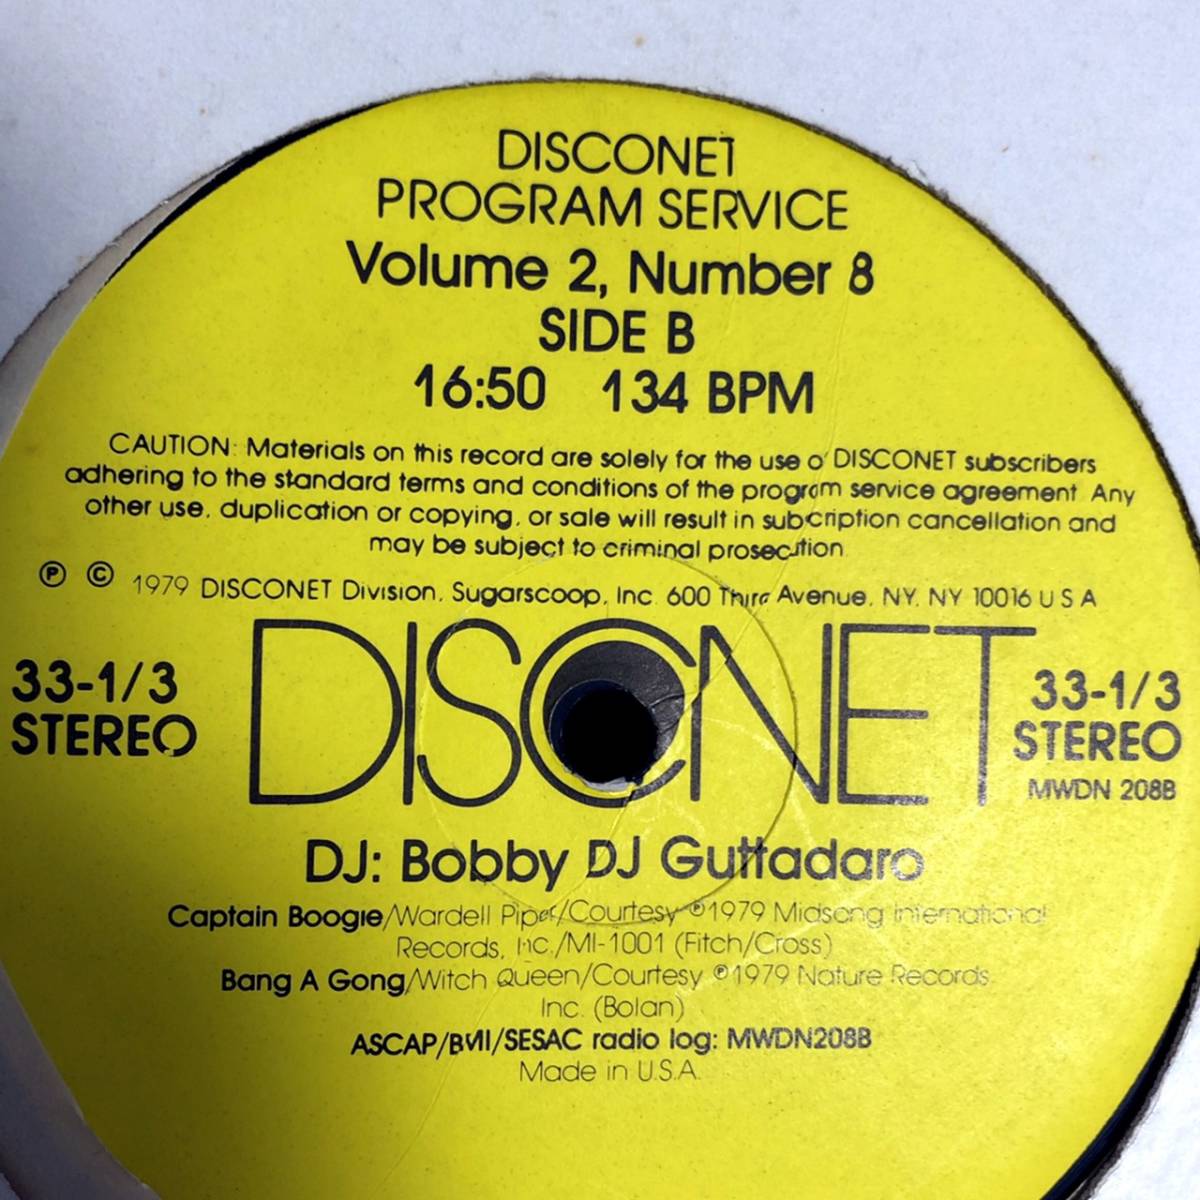 DISCONET
PROGRAM SERVICE
Volume 2, Number 8
SIDE B
16:50 134 BPM
CAUTION: Materials on this record are solely for the use o' DISCONET subscribers
adhering to the standard terms and conditions of the program service agreement. Any
other use, duplication or copying, or sale will result in subcription cancellation and
may be subject to criminal prosecution.
℗ © 1979 DISCONET Division, Sugarscoop, Inc. 600 Third Avenue, NY, NY 10016 U S A
33-1/3
STEREO
DISCONET
33-1/3
STEREO
MWDN 208B
DJ: Bobby DJ Guttadaro
Captain Boogie/Wardell Piper/Courtesy ℗1979 Midsong International
Records, Inc./MI-1001 (Fitch/Cross)
Bang A Gong/Witch Queen/Courtesy ℗1979 Nature Records
Inc. (Bolan)
ASCAP/BMI/SESAC radio log: MWDN208B
Made in U.S.A.